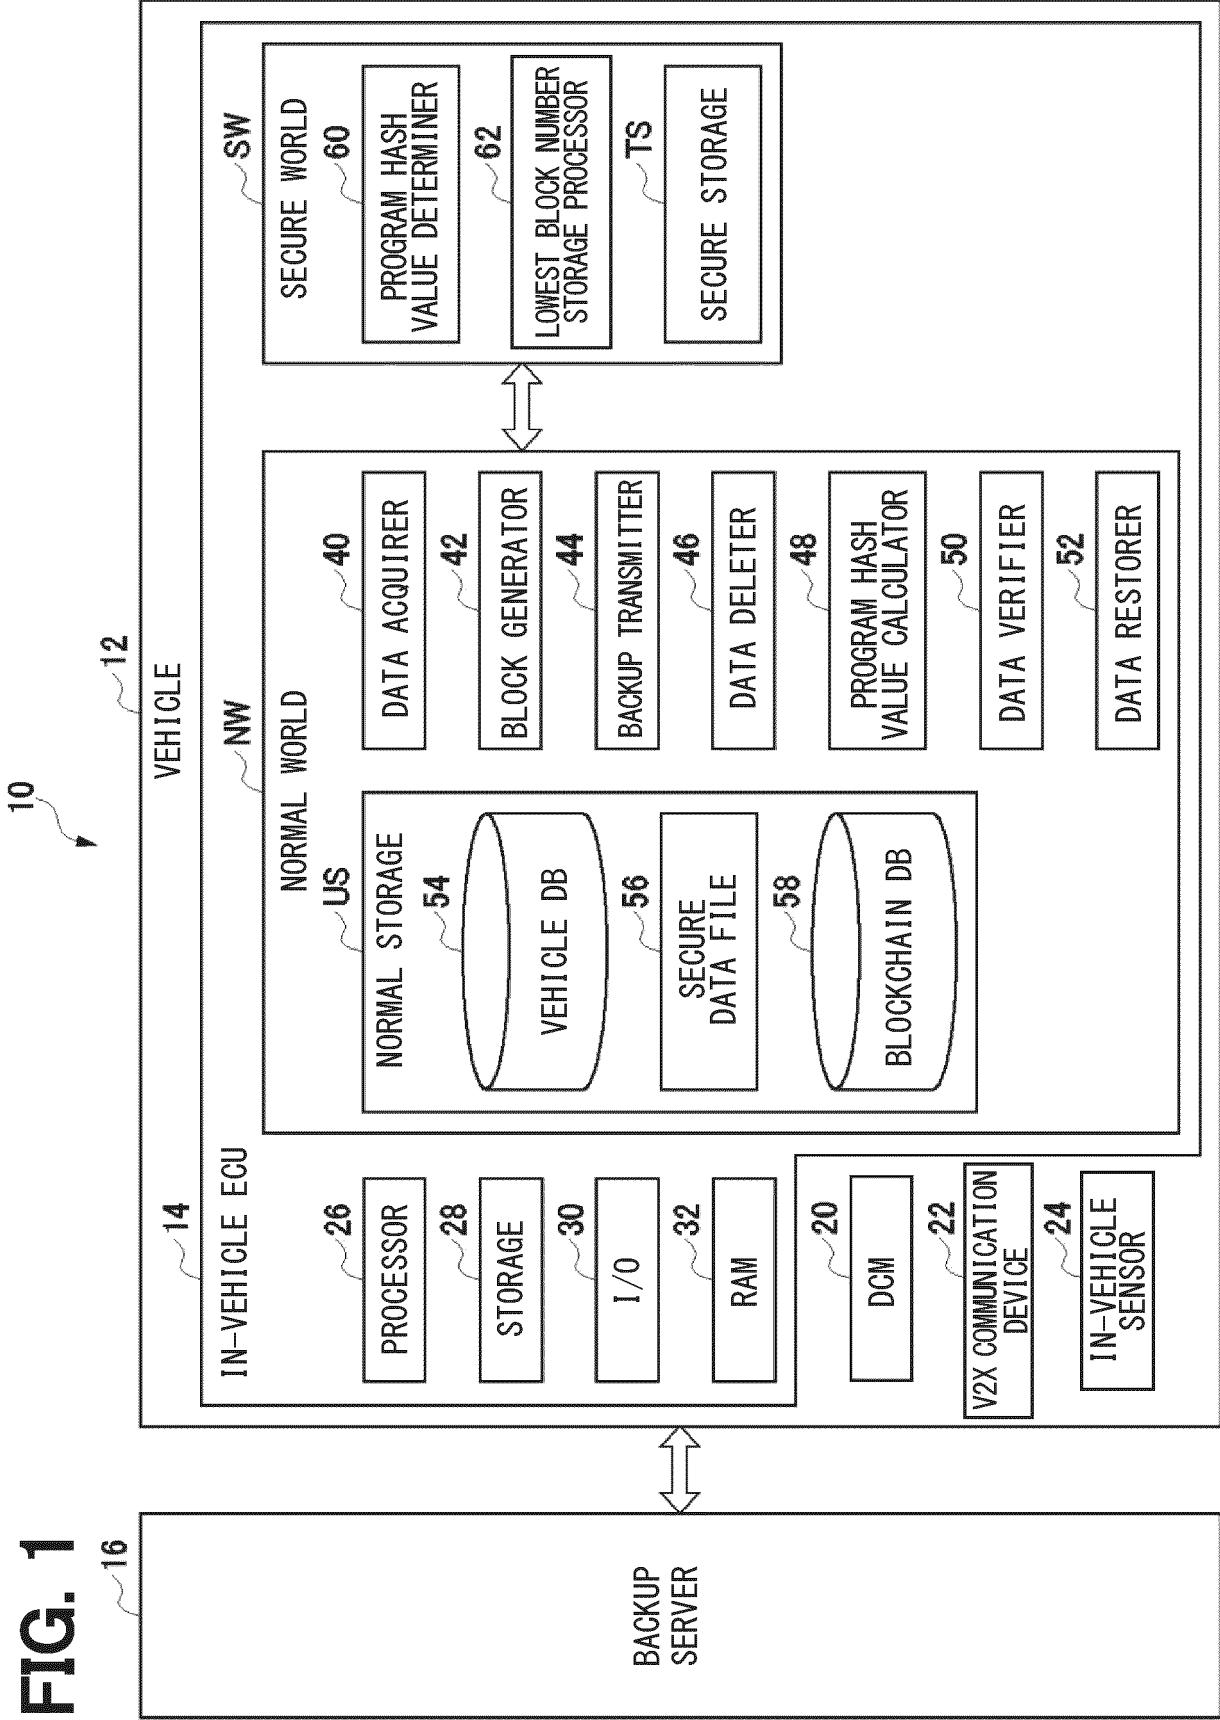 FIG. 1
10
16
BACKUP
SERVER
12
VEHICLE
14
IN-VEHICLE ECU
26
PROCESSOR
28
STORAGE
30
I/O
32
RAM
20
DCM
22
V2X COMMUNICATION
DEVICE
24
IN-VEHICLE
SENSOR
NW
NORMAL WORLD
US
NORMAL STORAGE
54
VEHICLE DB
56
SECURE
DATA FILE
58
BLOCKCHAIN DB
40
DATA ACQUIRER
42
BLOCK GENERATOR
44
BACKUP TRANSMITTER
46
DATA DELETER
48
PROGRAM HASH
VALUE CALCULATOR
50
DATA VERIFIER
52
DATA RESTORER
SW
SECURE WORLD
60
PROGRAM HASH
VALUE DETERMINER
62
LOWEST BLOCK NUMBER
STORAGE PROCESSOR
TS
SECURE STORAGE